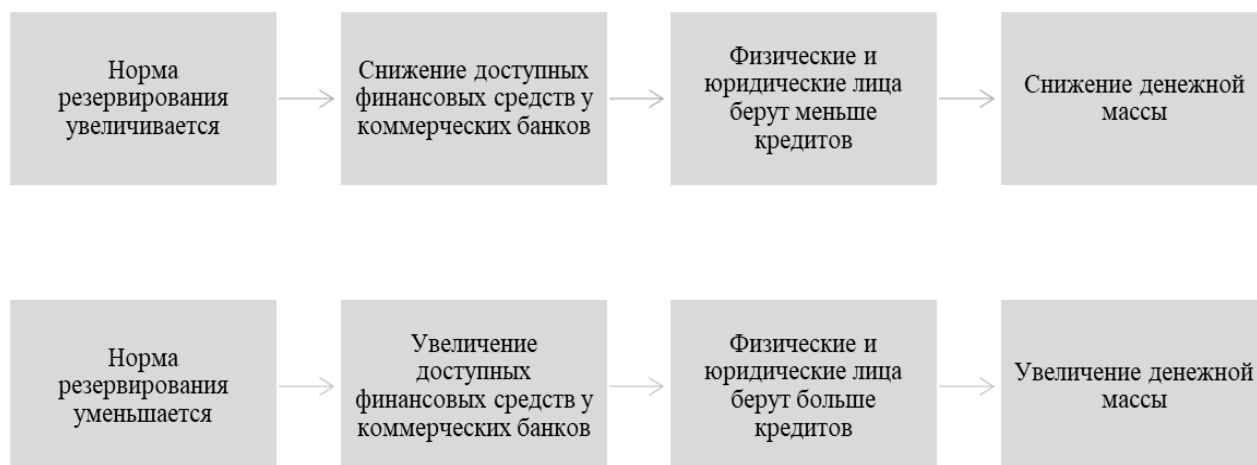 Норма
резервирования
увеличивается
Снижение доступных
финансовых средств у
коммерческих банков
Физические и
юридические лица
берут меньше
кредитов
Снижение денежной
массы
Норма
резервирования
уменьшается
Увеличение
доступных
финансовых средств у
коммерческих банков
Физические и
юридические лица
берут больше
кредитов
Увеличение денежной
массы